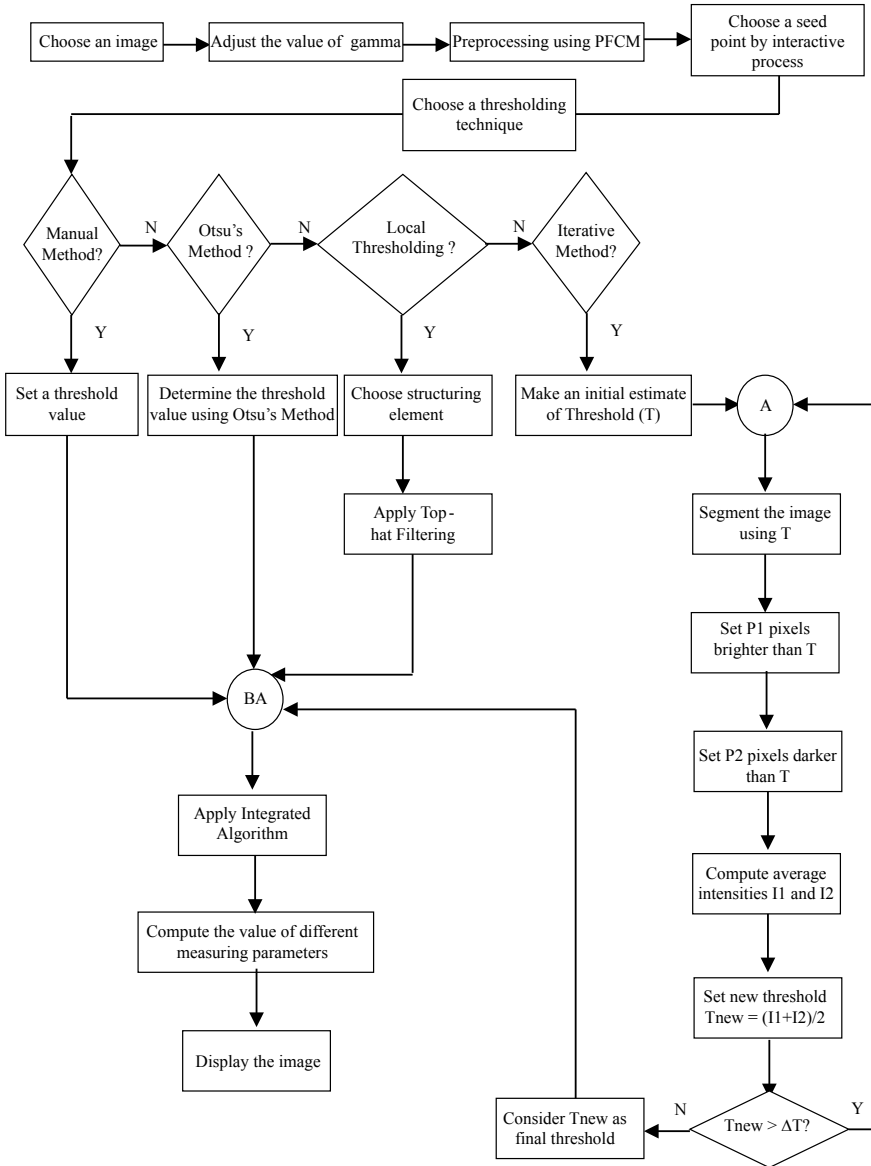 Choose an image
Adjust the value of gamma
Preprocessing using PFCM
Choose a seed
point by interactive
process
Choose a thresholding
technique
Manual
Method?
N
Otsu's
Method ?
N
Local
Thresholding ?
N
Iterative
Method?
Y
Y
Y
Y
Set a threshold
value
Determine the threshold
value using Otsu's Method
Choose structuring
element
Make an initial estimate
of Threshold (T)
A
Apply Top-
hat Filtering
Segment the image
using T
Set P1 pixels
brighter than T
BA
Set P2 pixels darker
than T
Apply Integrated
Algorithm
Compute average
intensities I1 and I2
Compute the value of different
measuring parameters
Set new threshold
Tnew = (I1+I2)/2
Display the image
Consider Tnew as
final threshold
N
Tnew > ΔT?
Y